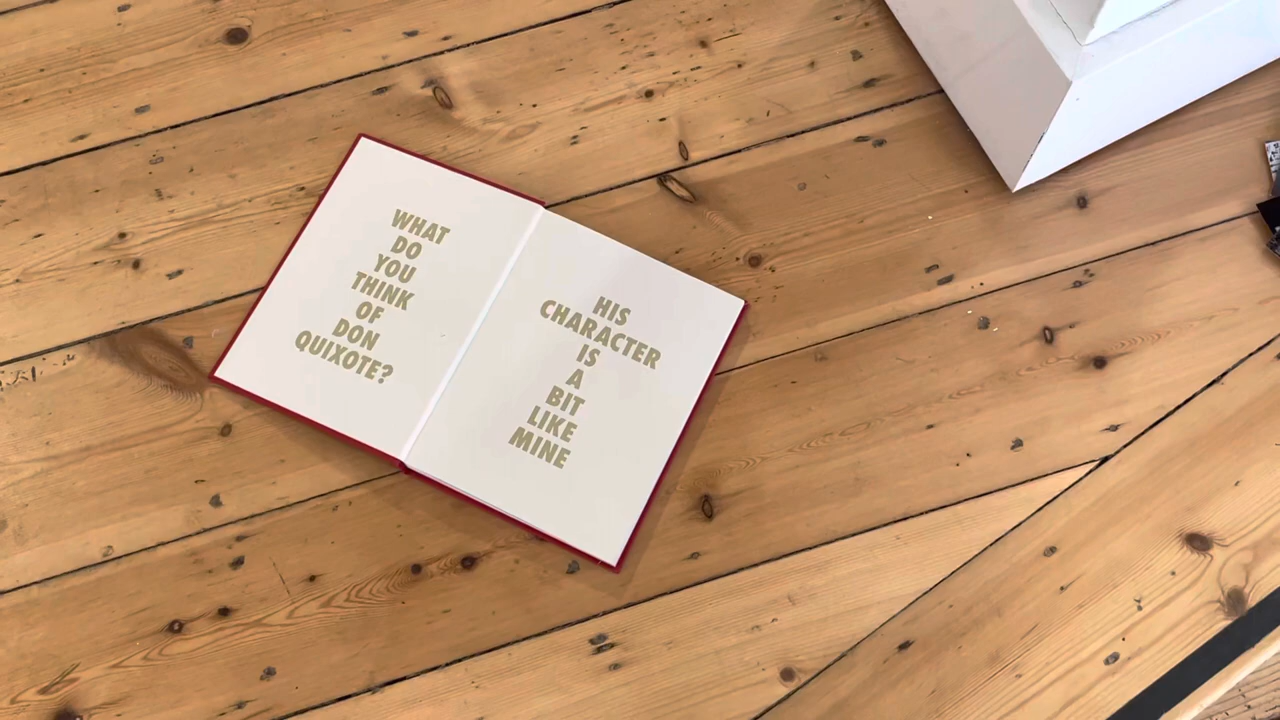 WHAT
DO
YOU
THINK
OF
DON
QUIXOTE?
HIS
CHARACTER
IS
A
BIT
LIKE
MINE